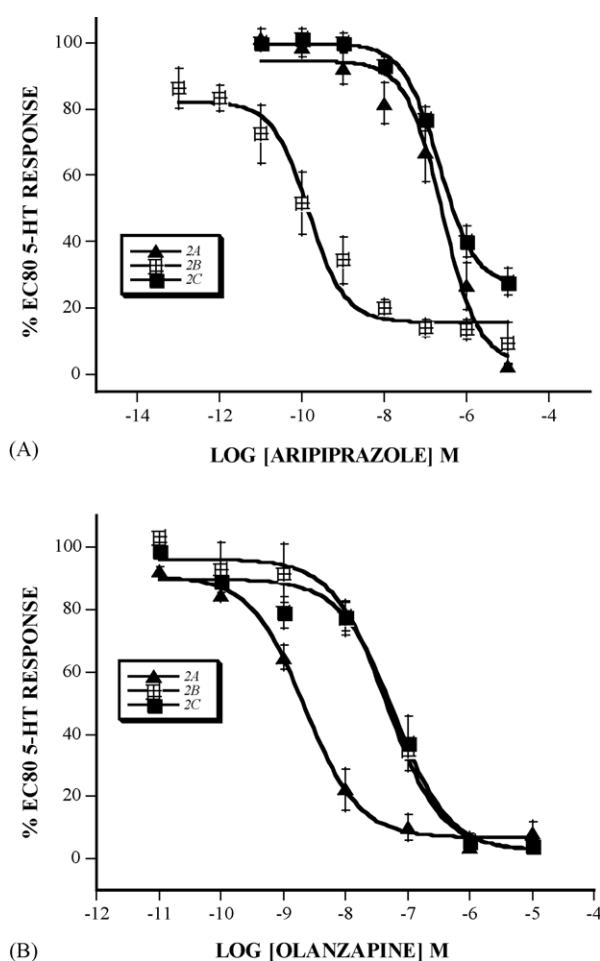 100
80
60
40
20
0
% EC80 5-HT RESPONSE
2A
2B
2C
-14 -12 -10 -8 -6 -4
(A)
LOG [ARIPIPRAZOLE] M
100
80
60
40
20
0
% EC80 5-HT RESPONSE
2A
2B
2C
-12 -11 -10 -9 -8 -7 -6 -5 -4
(B)
LOG [OLANZAPINE] M